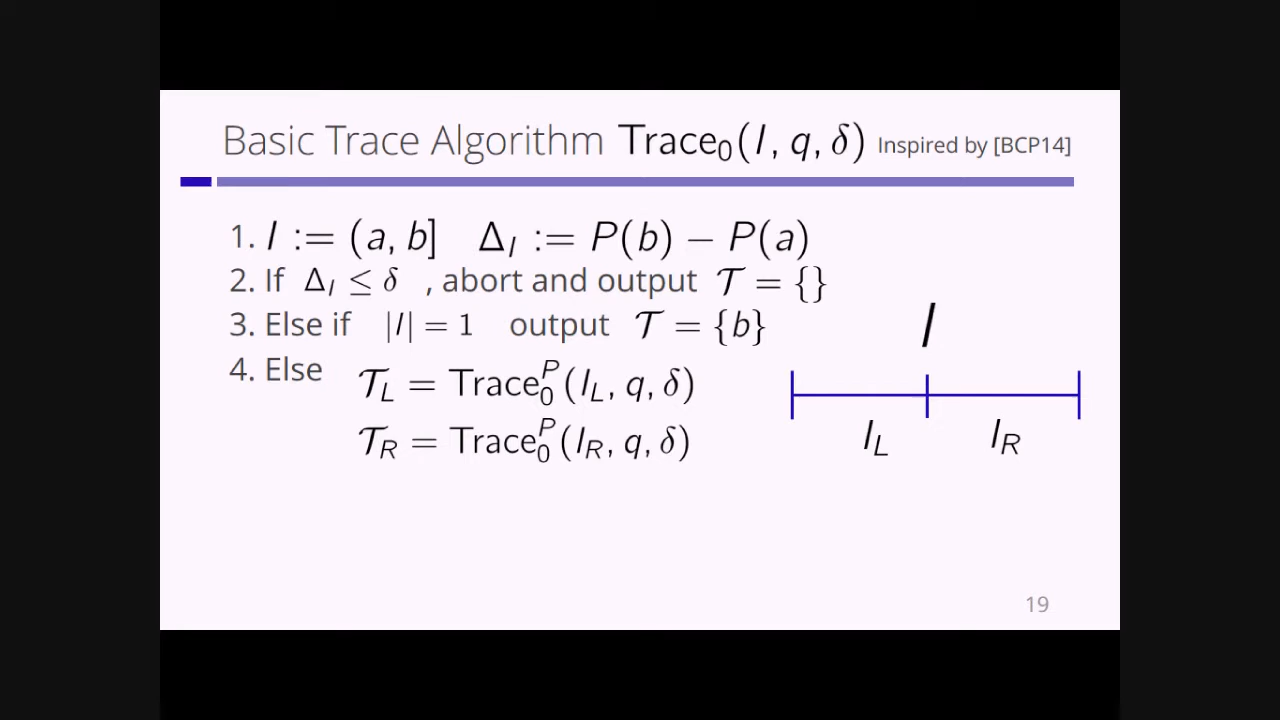 Basic Trace Algorithm Trace₀(I, q, δ) Inspired by [BCP14]
1. I := (a, b] Δ_I := P(b) − P(a)
2. If Δ_I ≤ δ , abort and output 𝒯 = {}
3. Else if |I| = 1 output 𝒯 = {b}
4. Else 𝒯_L = Trace₀^P(I_L, q, δ)
𝒯_R = Trace₀^P(I_R, q, δ)
I
I_L I_R
19